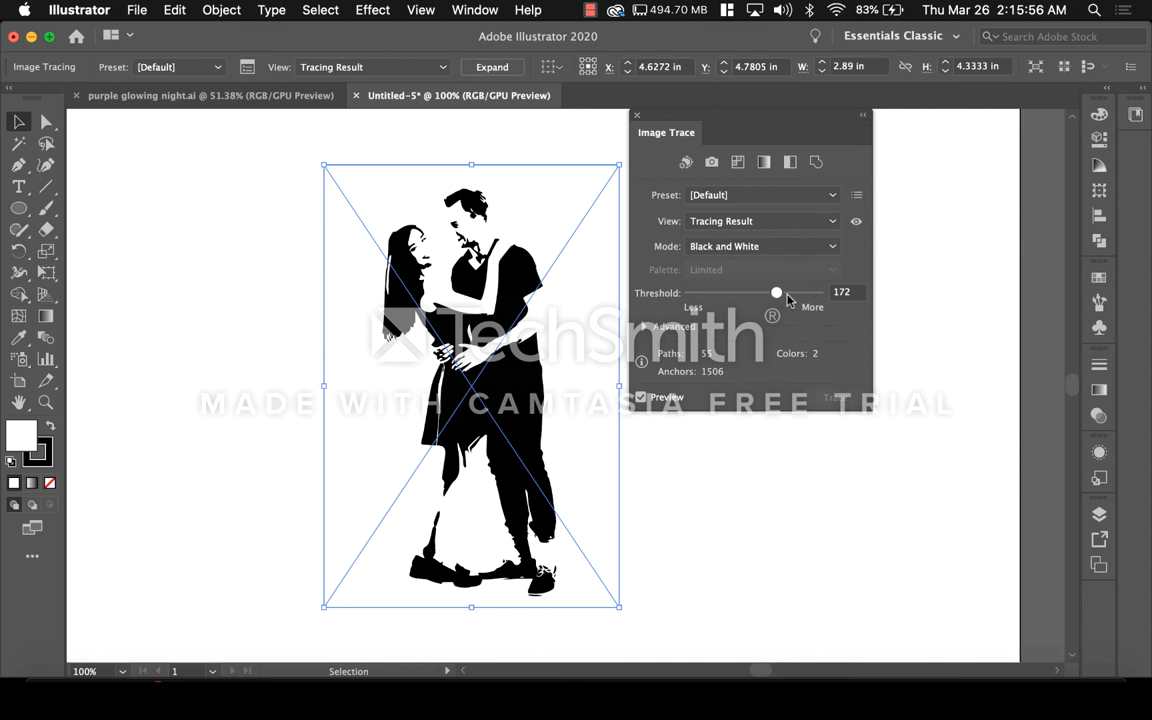 Illustrator File Edit Object Type Select Effect View Window Help 494.70 MB 83% Thu Mar 26 2:15:56 AM
Adobe Illustrator 2020 Essentials Classic Search Adobe Stock
Image Tracing Preset: [Default] View: Tracing Result Expand X: 4.6272 in Y: 4.7805 in W: 2.89 in H: 4.3333 in
purple glowing night.ai @ 51.38% (RGB/GPU Preview) Untitled-5* @ 100% (RGB/GPU Preview)
Image Trace
Preset: [Default]
View: Tracing Result
Mode: Black and White
Palette: Limited
Threshold: 172
Less More
TechSmith ®
Advanced
Paths: 55 Colors: 2
Anchors: 1506
Preview Trace
MADE WITH CAMTASIA FREE TRIAL
100% 1 Selection